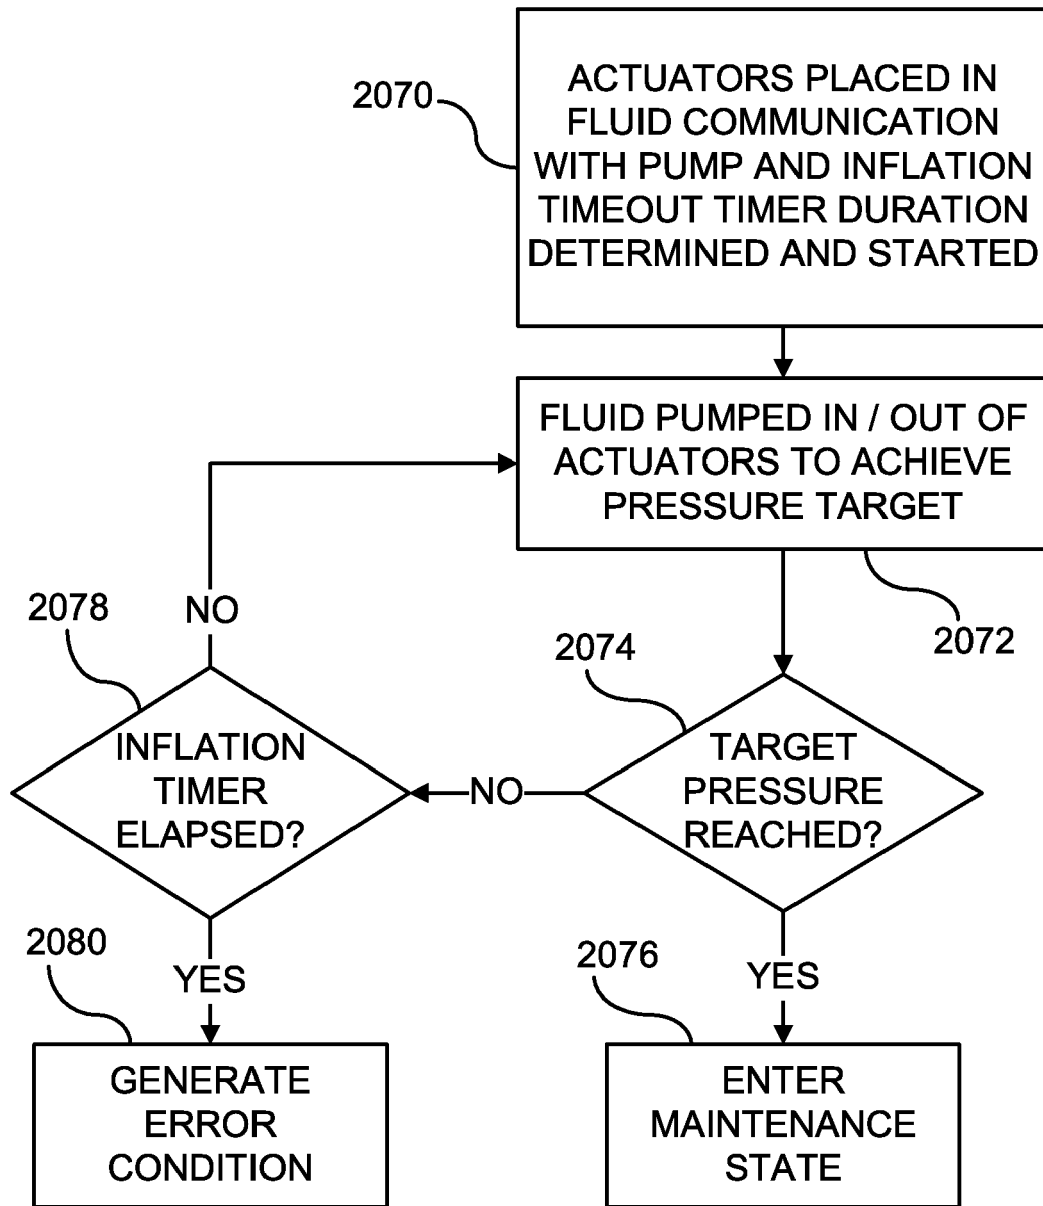 2070
ACTUATORS PLACED IN
FLUID COMMUNICATION
WITH PUMP AND INFLATION
TIMEOUT TIMER DURATION
DETERMINED AND STARTED
FLUID PUMPED IN / OUT OF
ACTUATORS TO ACHIEVE
PRESSURE TARGET
2072
2074
TARGET
PRESSURE
REACHED?
NO
2078
INFLATION
TIMER
ELAPSED?
NO
YES
2080
GENERATE
ERROR
CONDITION
YES
2076
ENTER
MAINTENANCE
STATE